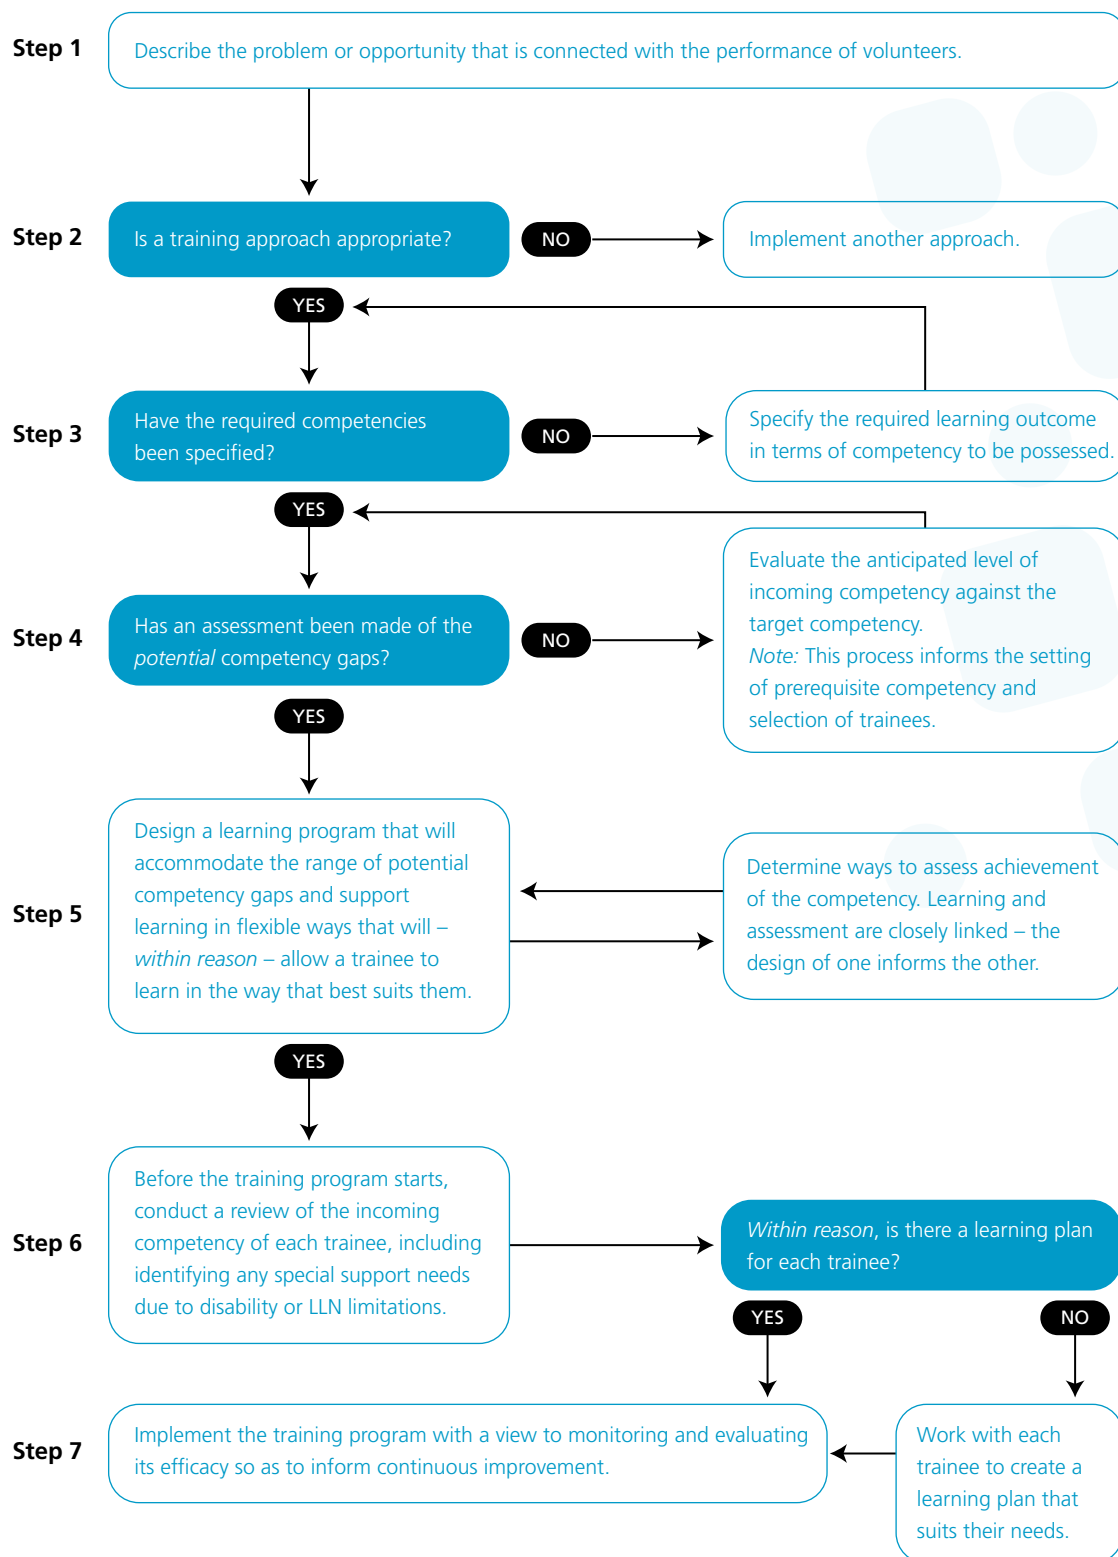 Step 1
Describe the problem or opportunity that is connected with the performance of volunteers.
Step 2
Is a training approach appropriate?
NO
Implement another approach.
YES
Step 3
Have the required competencies
been specified?
NO
Specify the required learning outcome
in terms of competency to be possessed.
YES
Step 4
Has an assessment been made of the
potential competency gaps?
NO
Evaluate the anticipated level of
incoming competency against the
target competency.
Note: This process informs the setting
of prerequisite competency and
selection of trainees.
YES
Step 5
Design a learning program that will
accommodate the range of potential
competency gaps and support
learning in flexible ways that will –
within reason – allow a trainee to
learn in the way that best suits them.
Determine ways to assess achievement
of the competency. Learning and
assessment are closely linked – the
design of one informs the other.
YES
Step 6
Before the training program starts,
conduct a review of the incoming
competency of each trainee, including
identifying any special support needs
due to disability or LLN limitations.
Within reason, is there a learning plan
for each trainee?
YES
NO
Step 7
Implement the training program with a view to monitoring and evaluating
its efficacy so as to inform continuous improvement.
Work with each
trainee to create a
learning plan that
suits their needs.